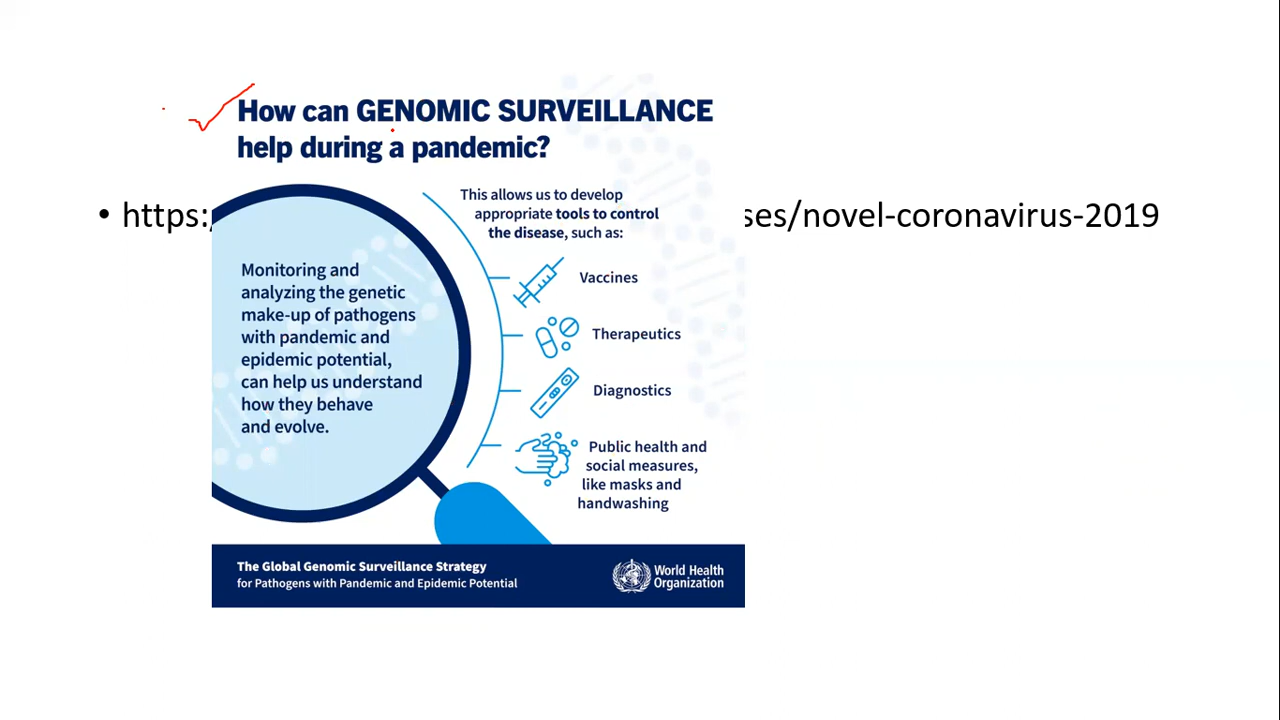 How can GENOMIC SURVEILLANCE
help during a pandemic?
• https:/
ses/novel-coronavirus-2019
Monitoring and
analyzing the genetic
make-up of pathogens
with pandemic and
epidemic potential,
can help us understand
how they behave
and evolve.
This allows us to develop
appropriate tools to control
the disease, such as:
Vaccines
Therapeutics
Diagnostics
Public health and
social measures,
like masks and
handwashing
The Global Genomic Surveillance Strategy
for Pathogens with Pandemic and Epidemic Potential
World Health
Organization